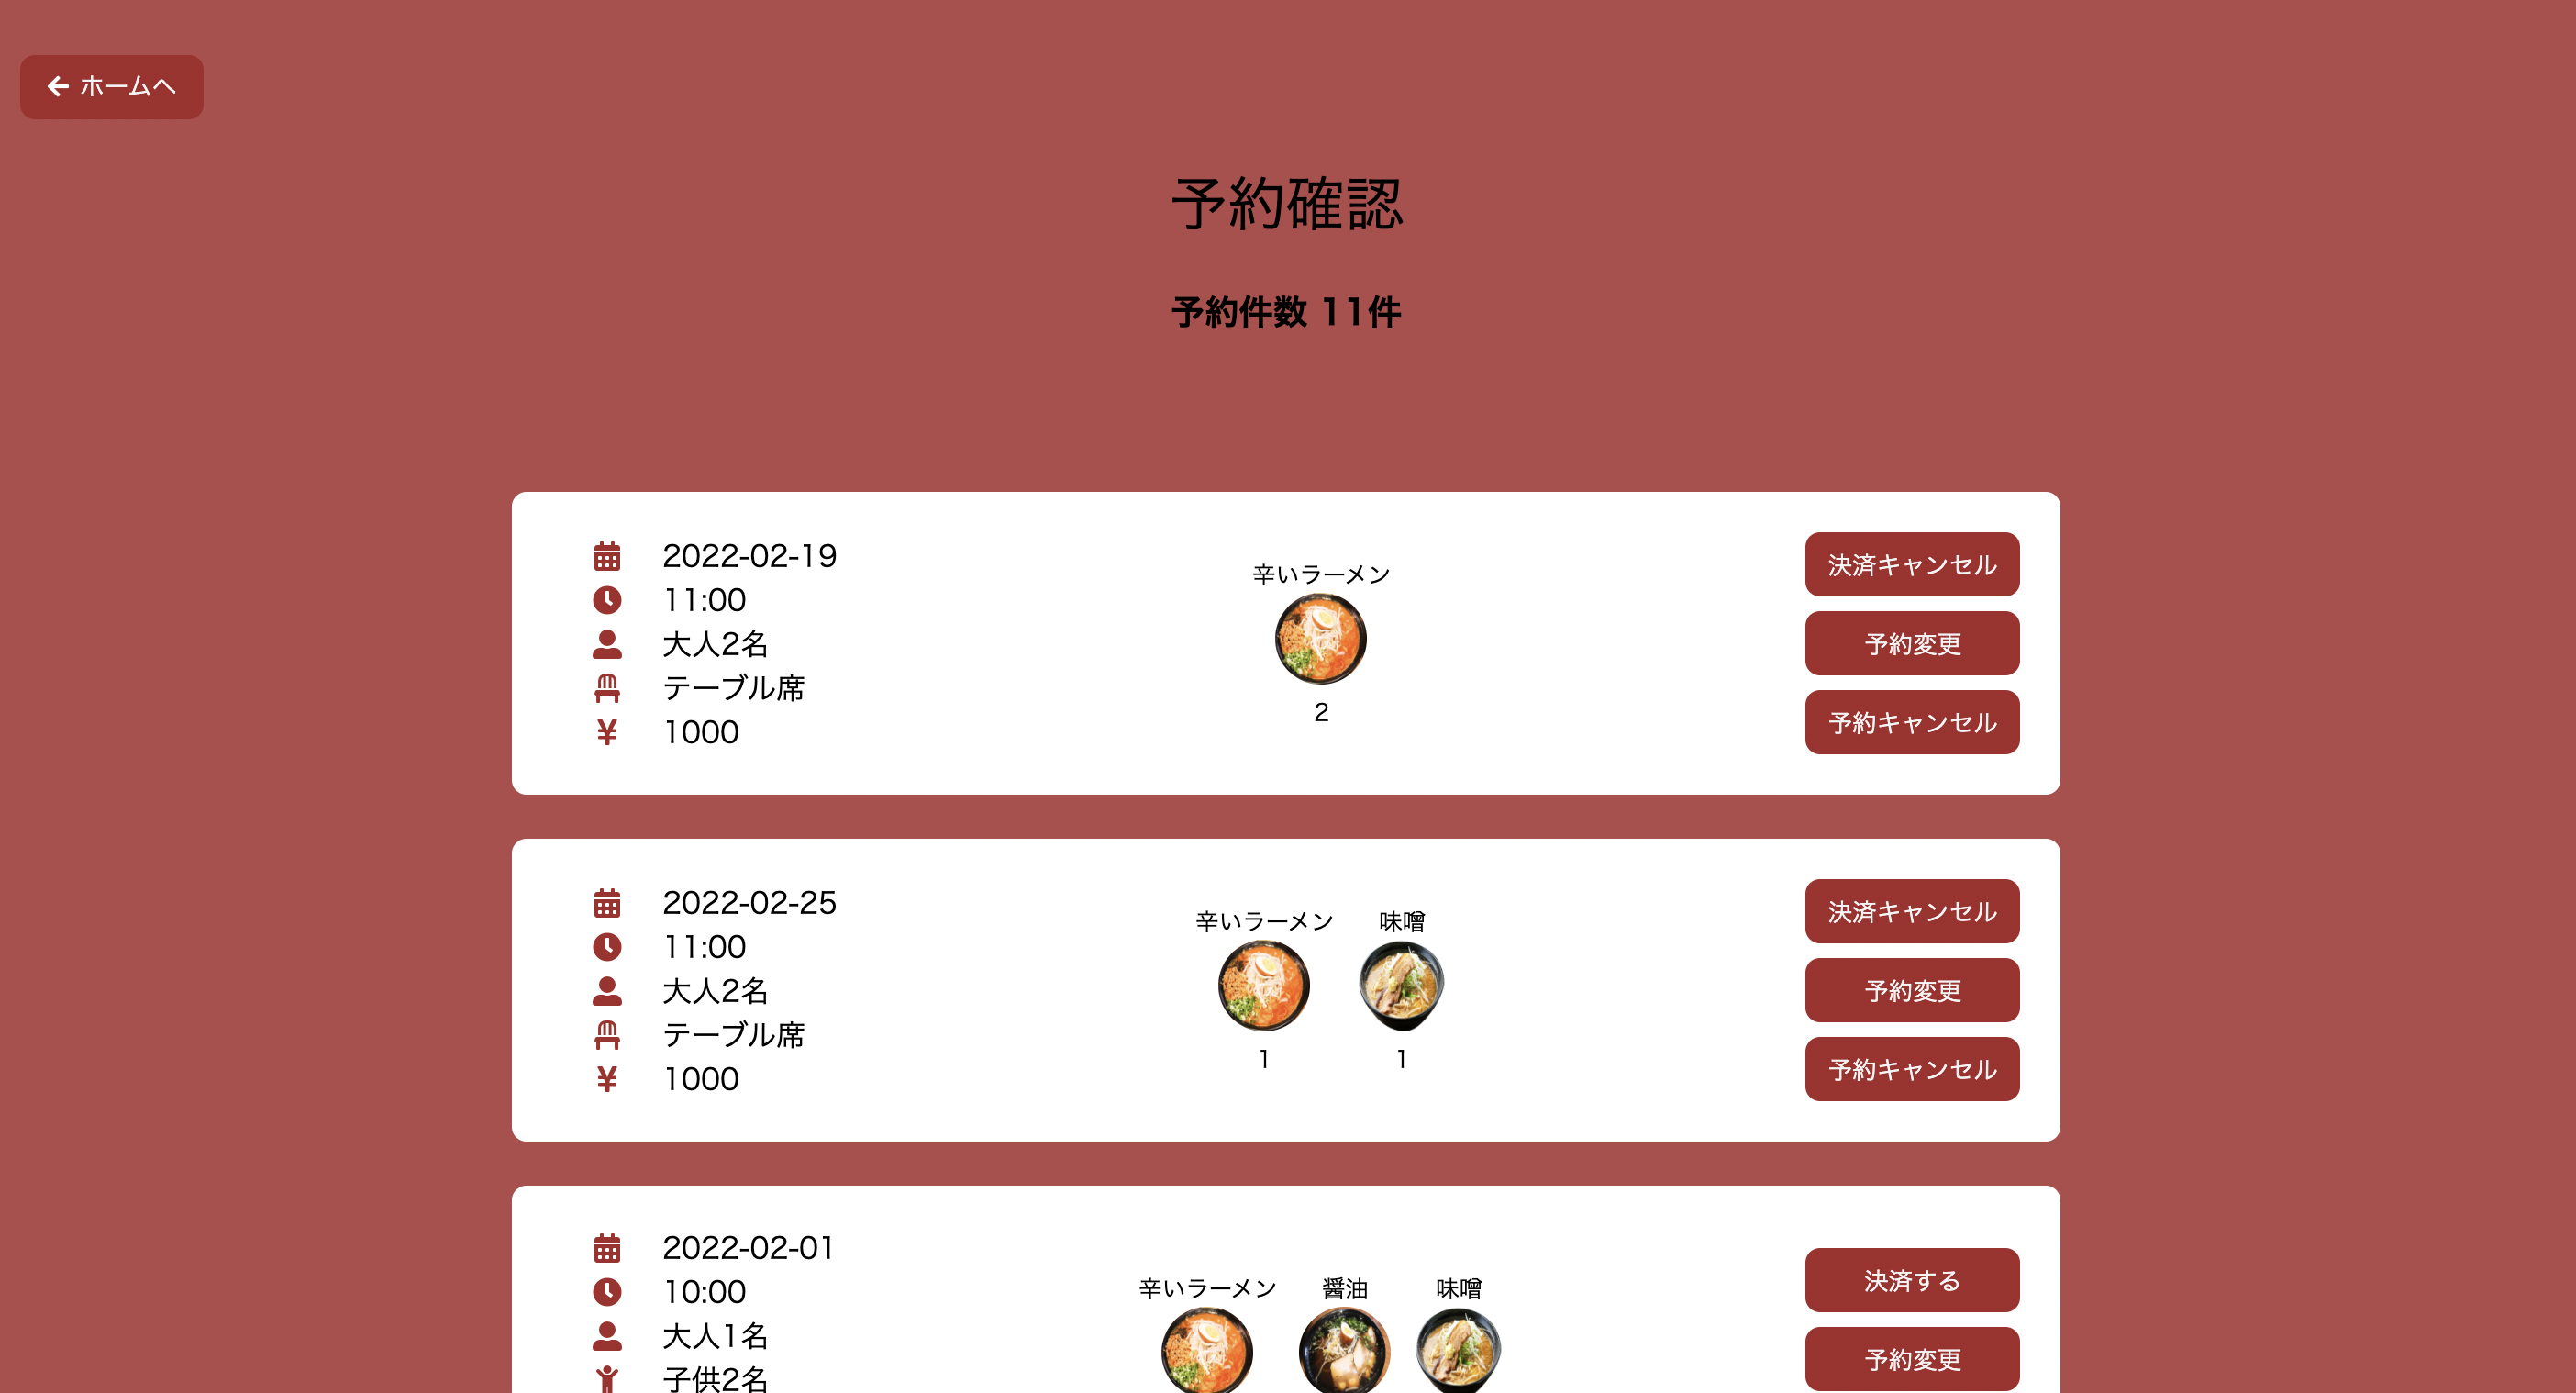 ホームへ
予約確認
予約件数 11件
2022-02-19
11:00
大人2名
テーブル席
¥ 1000
辛いラーメン
2
決済キャンセル
予約変更
予約キャンセル
2022-02-25
11:00
大人2名
テーブル席
¥ 1000
辛いラーメン 味噌
1 1
決済キャンセル
予約変更
予約キャンセル
2022-02-01
10:00
大人1名
子供2名
辛いラーメン 醤油 味噌
決済する
予約変更